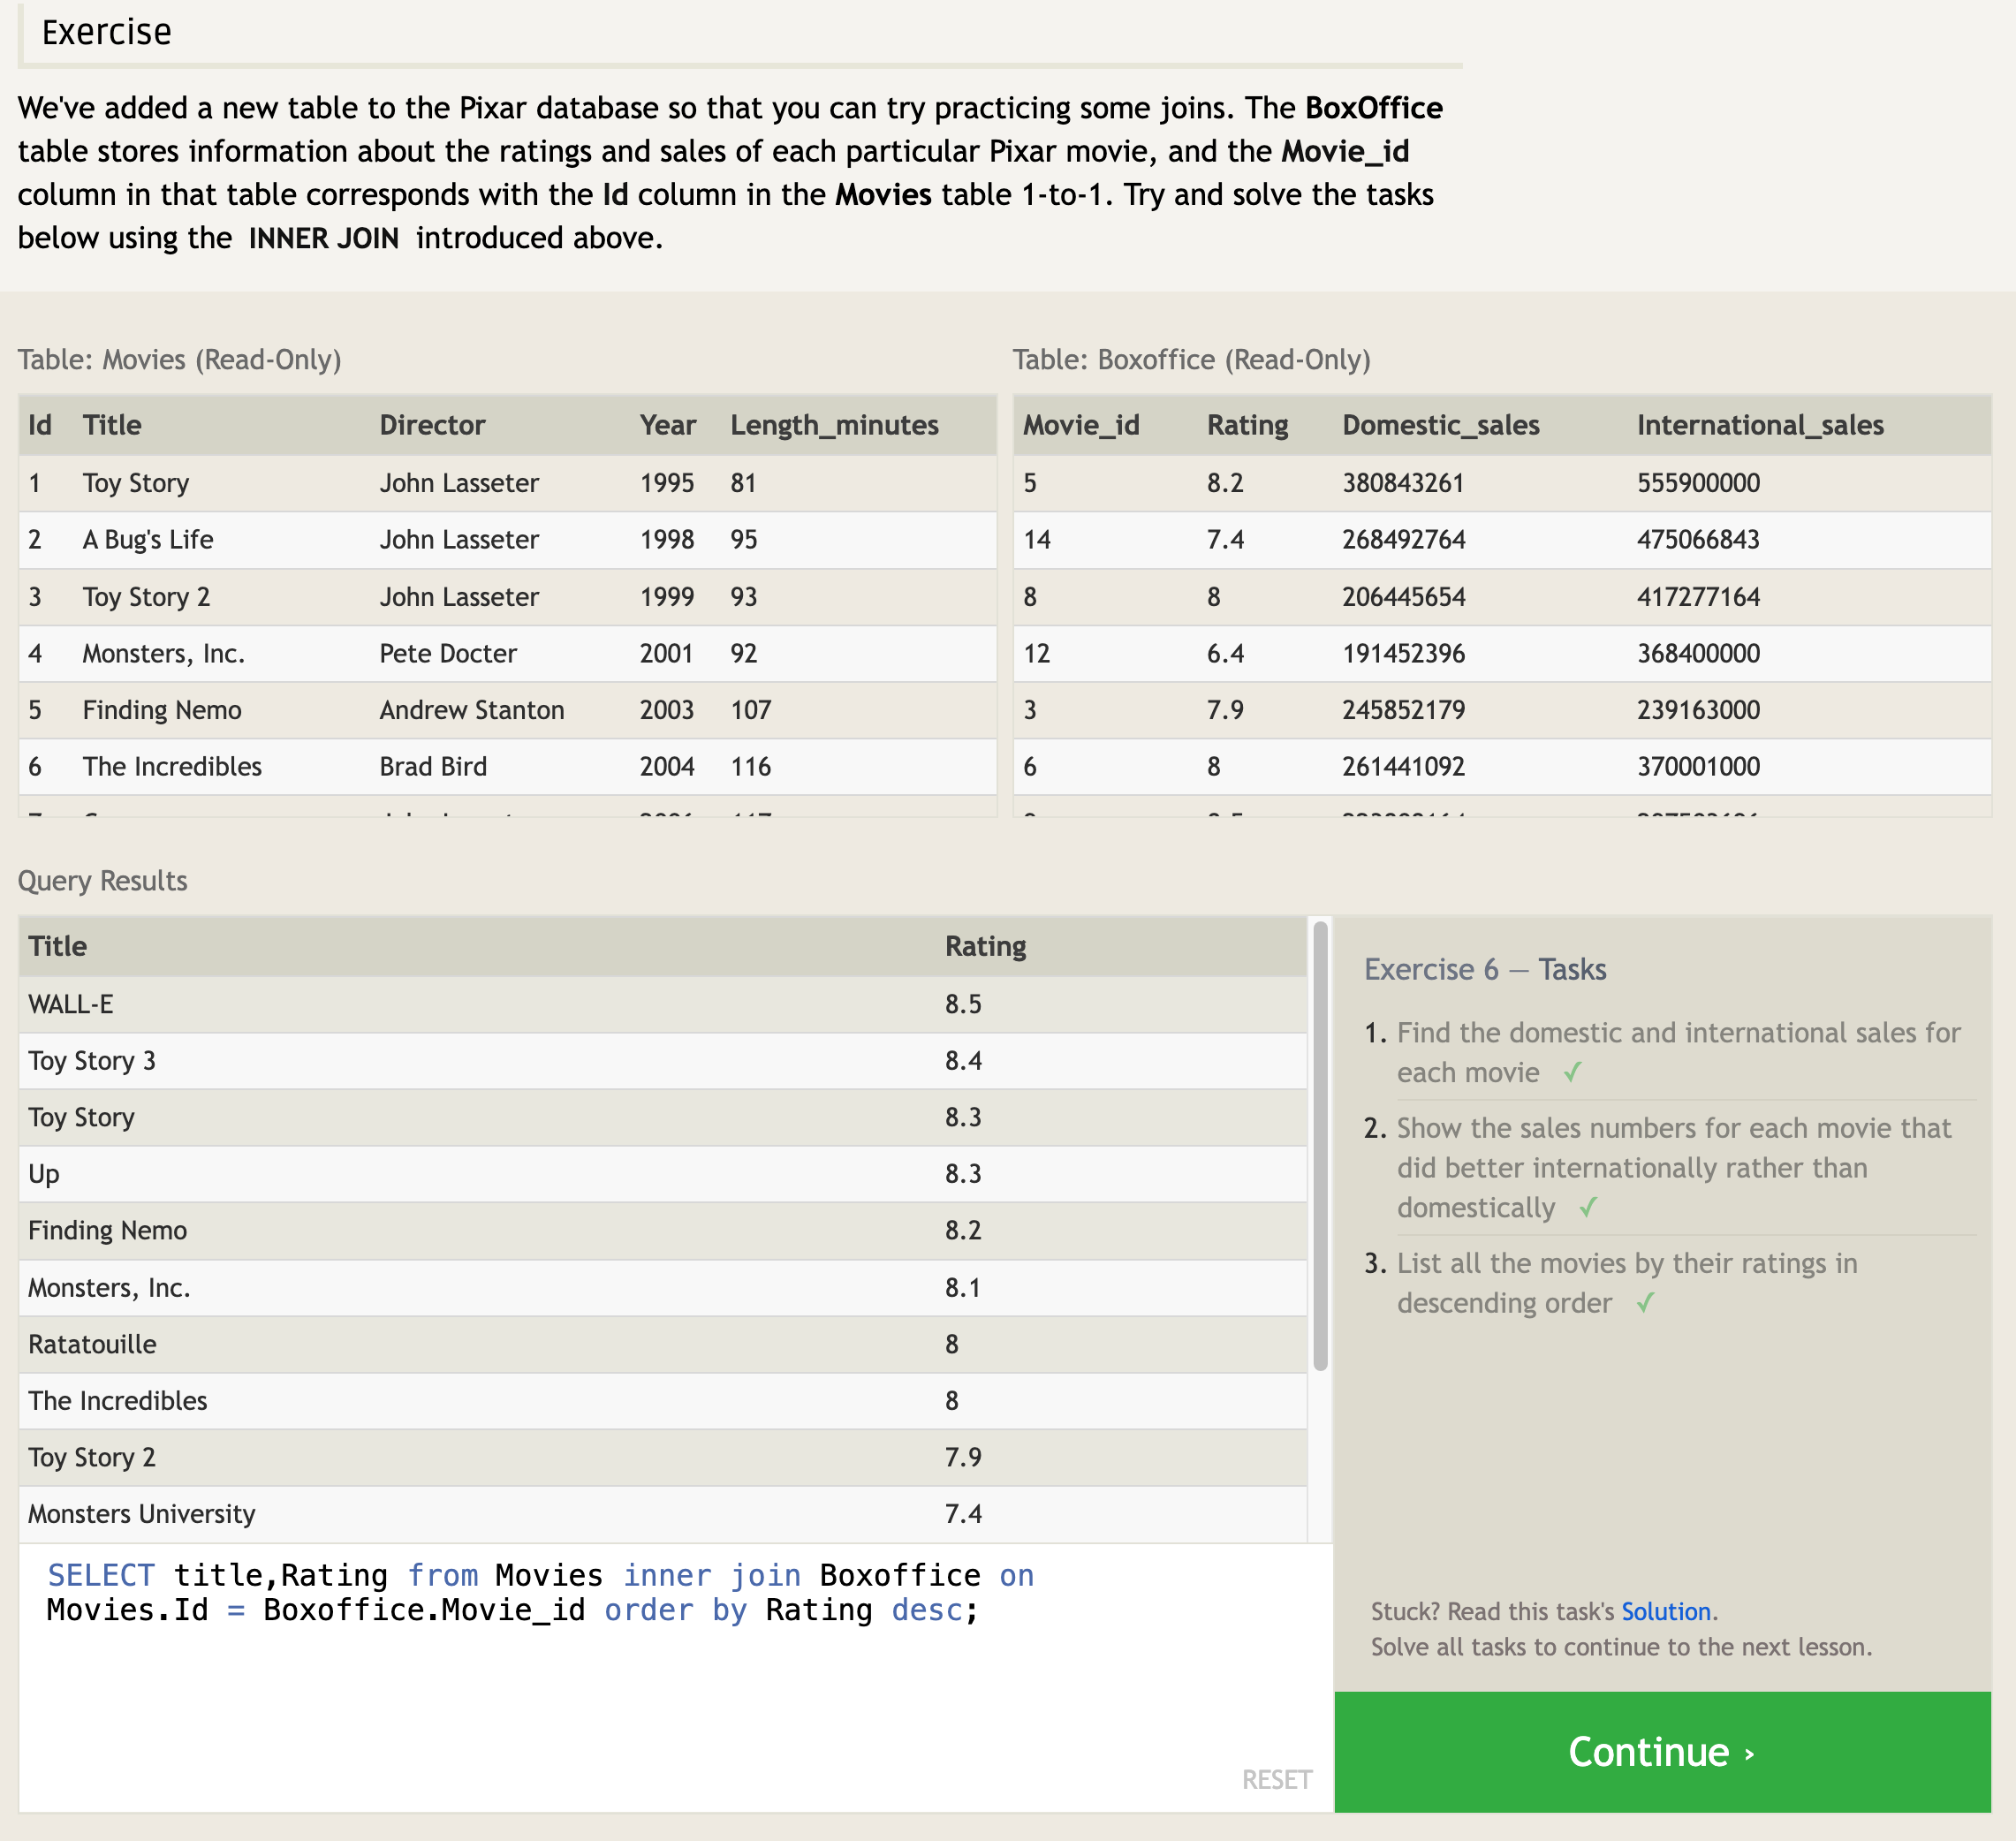 Exercise
We've added a new table to the Pixar database so that you can try practicing some joins. The BoxOffice
table stores information about the ratings and sales of each particular Pixar movie, and the Movie_id
column in that table corresponds with the Id column in the Movies table 1-to-1. Try and solve the tasks
below using the INNER JOIN introduced above.
Table: Movies (Read-Only)
Id Title Director Year Length_minutes
1 Toy Story John Lasseter 1995 81
2 A Bug's Life John Lasseter 1998 95
3 Toy Story 2 John Lasseter 1999 93
4 Monsters, Inc. Pete Docter 2001 92
5 Finding Nemo Andrew Stanton 2003 107
6 The Incredibles Brad Bird 2004 116
Table: Boxoffice (Read-Only)
Movie_id Rating Domestic_sales International_sales
5 8.2 380843261 555900000
14 7.4 268492764 475066843
8 8 206445654 417277164
12 6.4 191452396 368400000
3 7.9 245852179 239163000
6 8 261441092 370001000
Query Results
Title Rating
WALL-E 8.5
Toy Story 3 8.4
Toy Story 8.3
Up 8.3
Finding Nemo 8.2
Monsters, Inc. 8.1
Ratatouille 8
The Incredibles 8
Toy Story 2 7.9
Monsters University 7.4
SELECT title,Rating from Movies inner join Boxoffice on
Movies.Id = Boxoffice.Movie_id order by Rating desc;
RESET
Exercise 6 — Tasks
1. Find the domestic and international sales for
each movie ✓
2. Show the sales numbers for each movie that
did better internationally rather than
domestically ✓
3. List all the movies by their ratings in
descending order ✓
Stuck? Read this task's Solution.
Solve all tasks to continue to the next lesson.
Continue ›